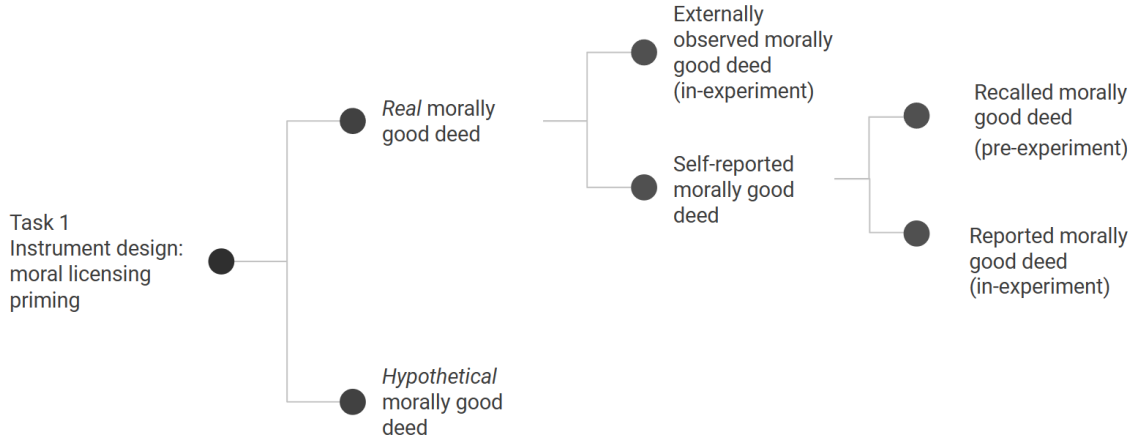 Task 1
Instrument design:
moral licensing
priming
Real morally
good deed
Hypothetical
morally good
deed
Externally
observed morally
good deed
(in-experiment)
Self-reported
morally good
deed
Recalled morally
good deed
(pre-experiment)
Reported morally
good deed
(in-experiment)